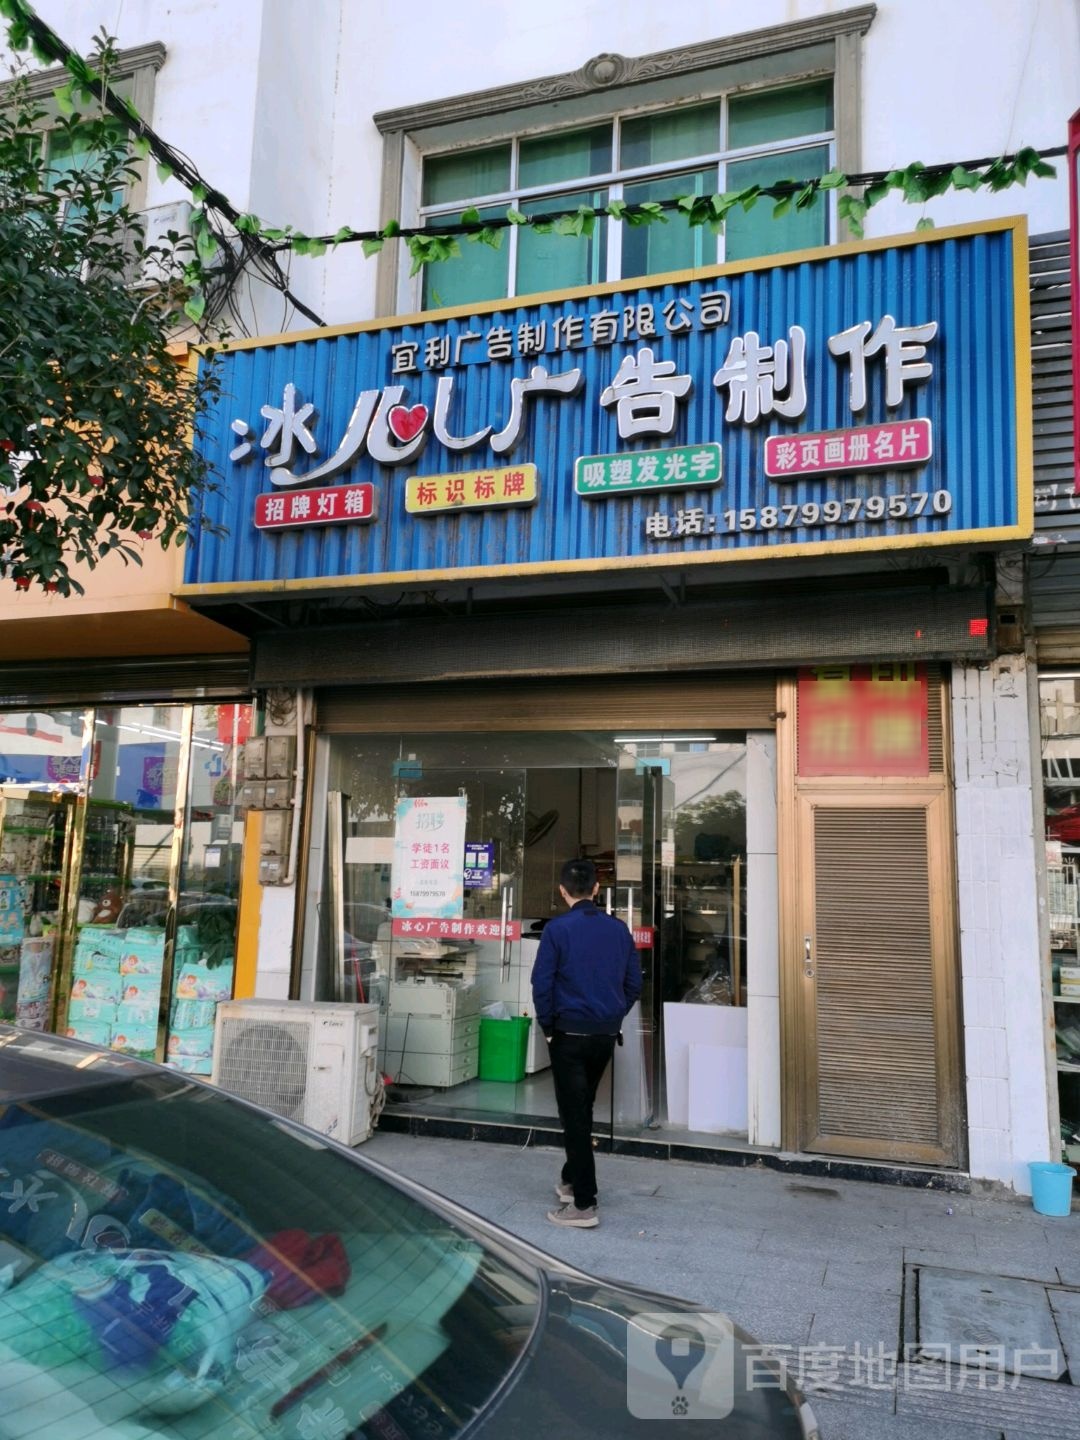 宜利广告制作有限公司
冰心广告制作
招牌灯箱 标识标牌 吸塑发光字 彩页画册名片
电话:15879979570
招聘
学徒1名
工资面议
15879979570
冰心广告制作欢迎您
百度地图用户